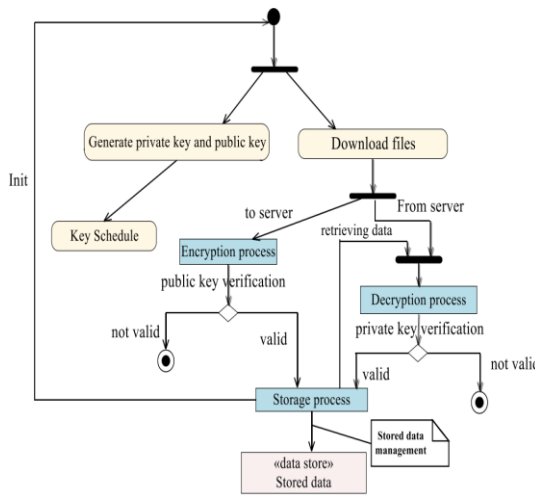 Generate private key and public key
Download files
Init
to server
From server
Key Schedule
retrieving data
Encryption process
public key verification
Decryption process
private key verification
not valid
valid
valid
not valid
Storage process
Stored data
management
«data store»
Stored data